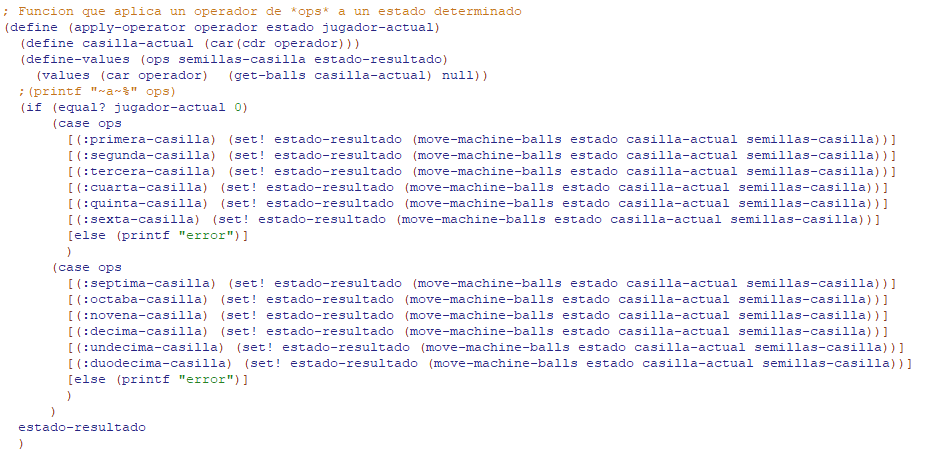 ; Funcion que aplica un operador de *ops* a un estado determinado
(define (apply-operator operador estado jugador-actual)
  (define casilla-actual (car(cdr operador)))
  (define-values (ops semillas-casilla estado-resultado)
    (values (car operador)  (get-balls casilla-actual) null))
  ;(printf "~a~%" ops)
  (if (equal? jugador-actual 0)
      (case ops
        [(:primera-casilla) (set! estado-resultado (move-machine-balls estado casilla-actual semillas-casilla))]
        [(:segunda-casilla) (set! estado-resultado (move-machine-balls estado casilla-actual semillas-casilla))]
        [(:tercera-casilla) (set! estado-resultado (move-machine-balls estado casilla-actual semillas-casilla))]
        [(:cuarta-casilla) (set! estado-resultado (move-machine-balls estado casilla-actual semillas-casilla))]
        [(:quinta-casilla) (set! estado-resultado (move-machine-balls estado casilla-actual semillas-casilla))]
        [(:sexta-casilla) (set! estado-resultado (move-machine-balls estado casilla-actual semillas-casilla))]
        [else (printf "error")]
        )
      (case ops
        [(:septima-casilla) (set! estado-resultado (move-machine-balls estado casilla-actual semillas-casilla))]
        [(:octaba-casilla) (set! estado-resultado (move-machine-balls estado casilla-actual semillas-casilla))]
        [(:novena-casilla) (set! estado-resultado (move-machine-balls estado casilla-actual semillas-casilla))]
        [(:decima-casilla) (set! estado-resultado (move-machine-balls estado casilla-actual semillas-casilla))]
        [(:undecima-casilla) (set! estado-resultado (move-machine-balls estado casilla-actual semillas-casilla))]
        [(:duodecima-casilla) (set! estado-resultado (move-machine-balls estado casilla-actual semillas-casilla))]
        [else (printf "error")]
        )
      )
  estado-resultado
  )